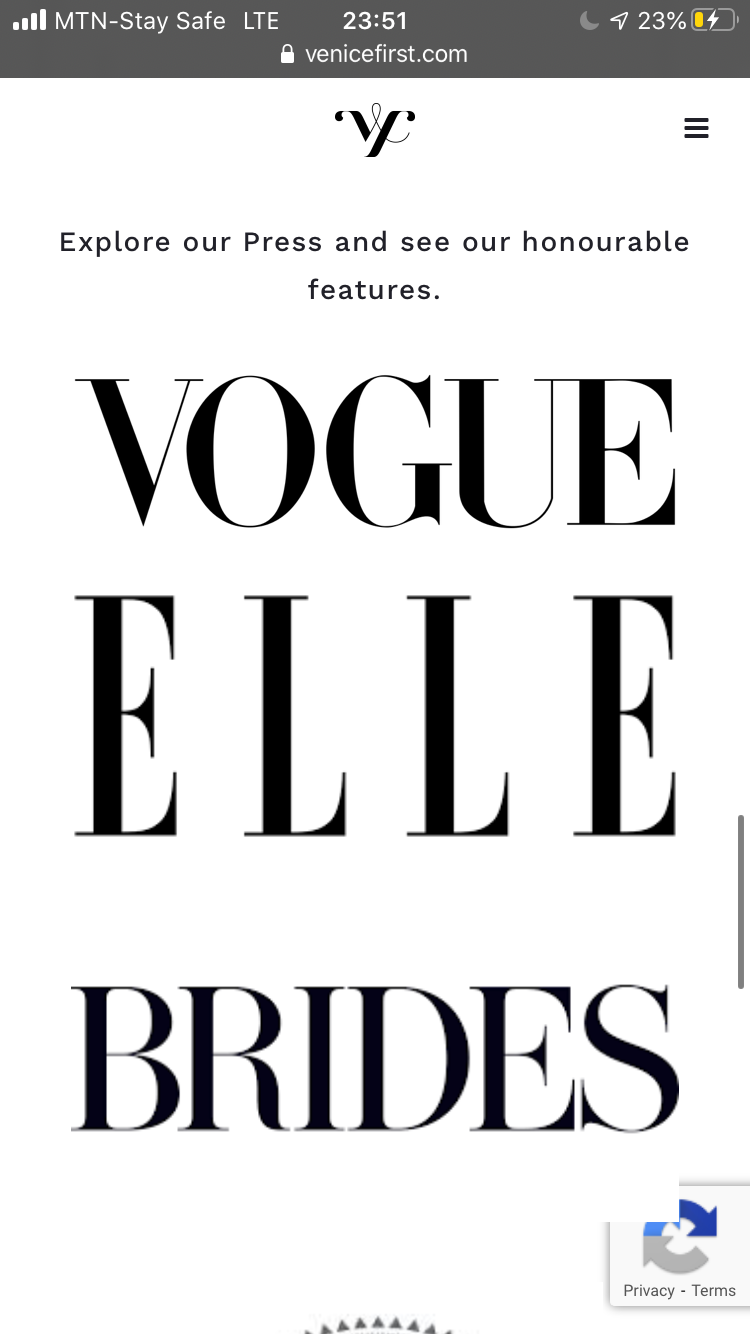 MTN-Stay Safe LTE 23:51 23%
venicefirst.com
Explore our Press and see our honourable
features.
VOGUE
ELLE
BRIDES
Privacy - Terms